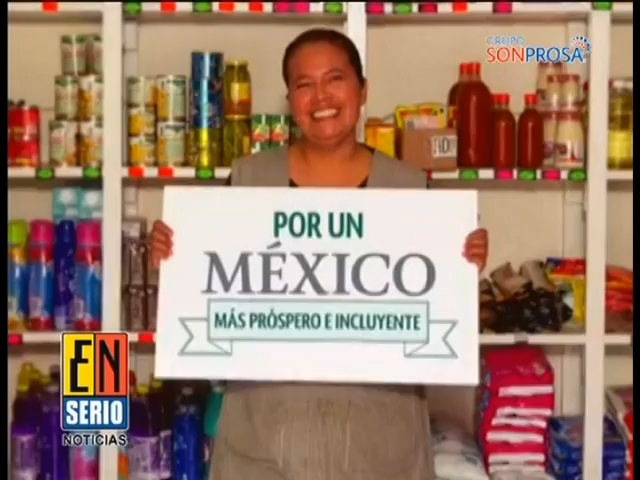 GRUPO
SONPROSA
POR UN
MÉXICO
MÁS PRÓSPERO E INCLUYENTE
EN
SERIO
NOTICIAS